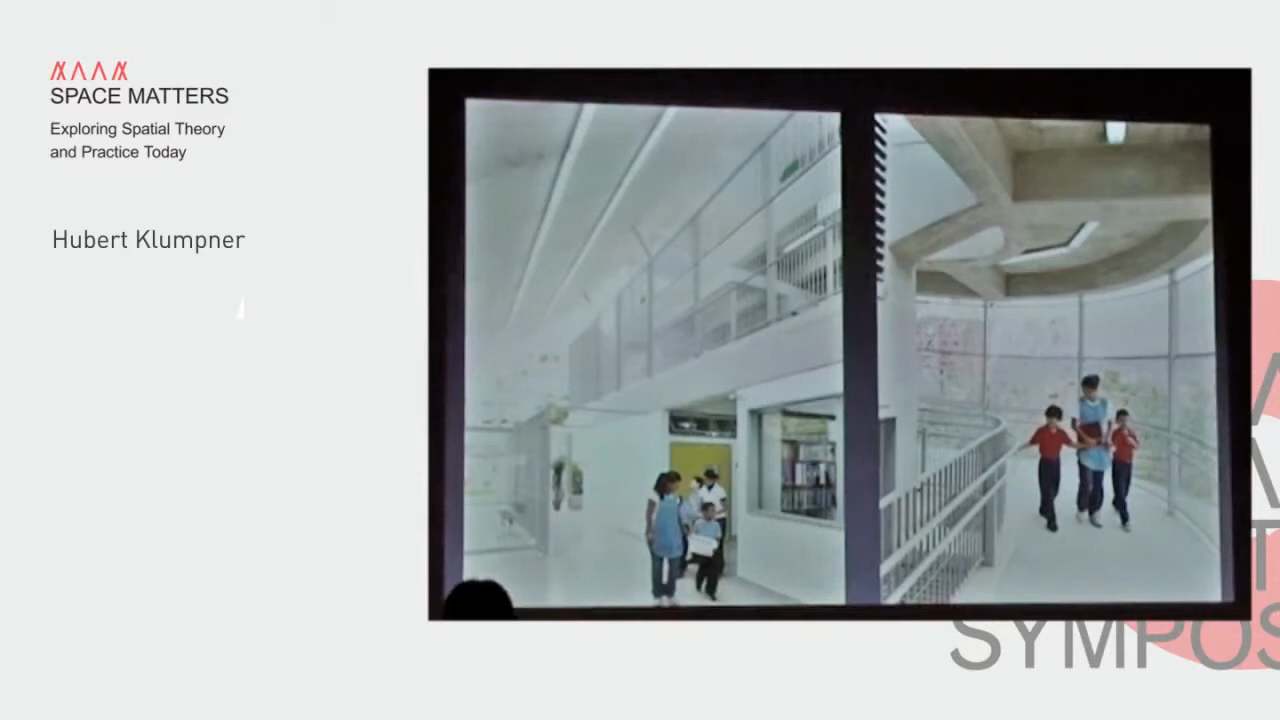 SPACE MATTERS
Exploring Spatial Theory
and Practice Today
Hubert Klumpner
SYMPOS